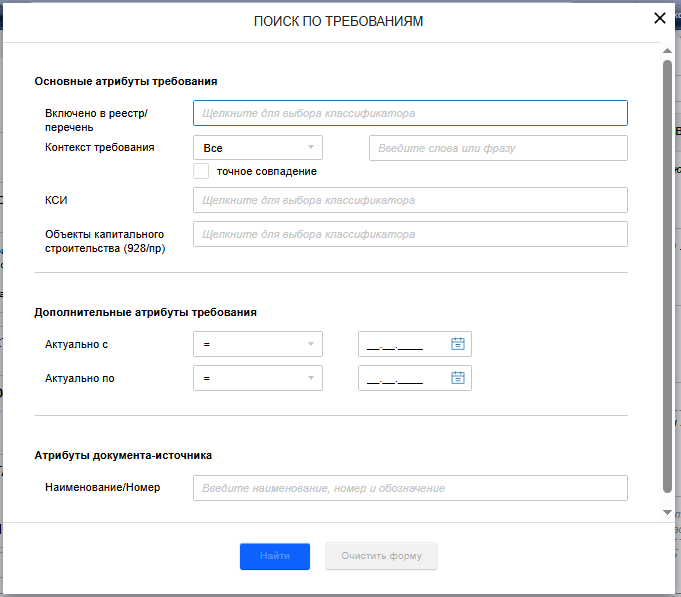 ПОИСК ПО ТРЕБОВАНИЯМ
Основные атрибуты требования
Включено в реестр/
перечень
Щелкните для выбора классификатора
Контекст требования
Все
Введите слова или фразу
точное совпадение
КСИ
Щелкните для выбора классификатора
Объекты капитального
строительства (928/пр)
Щелкните для выбора классификатора
Дополнительные атрибуты требования
Актуально с
=
__.__.____
Актуально по
=
__.__.____
Атрибуты документа-источника
Наименование/Номер
Введите наименование, номер и обозначение
Найти
Очистить форму